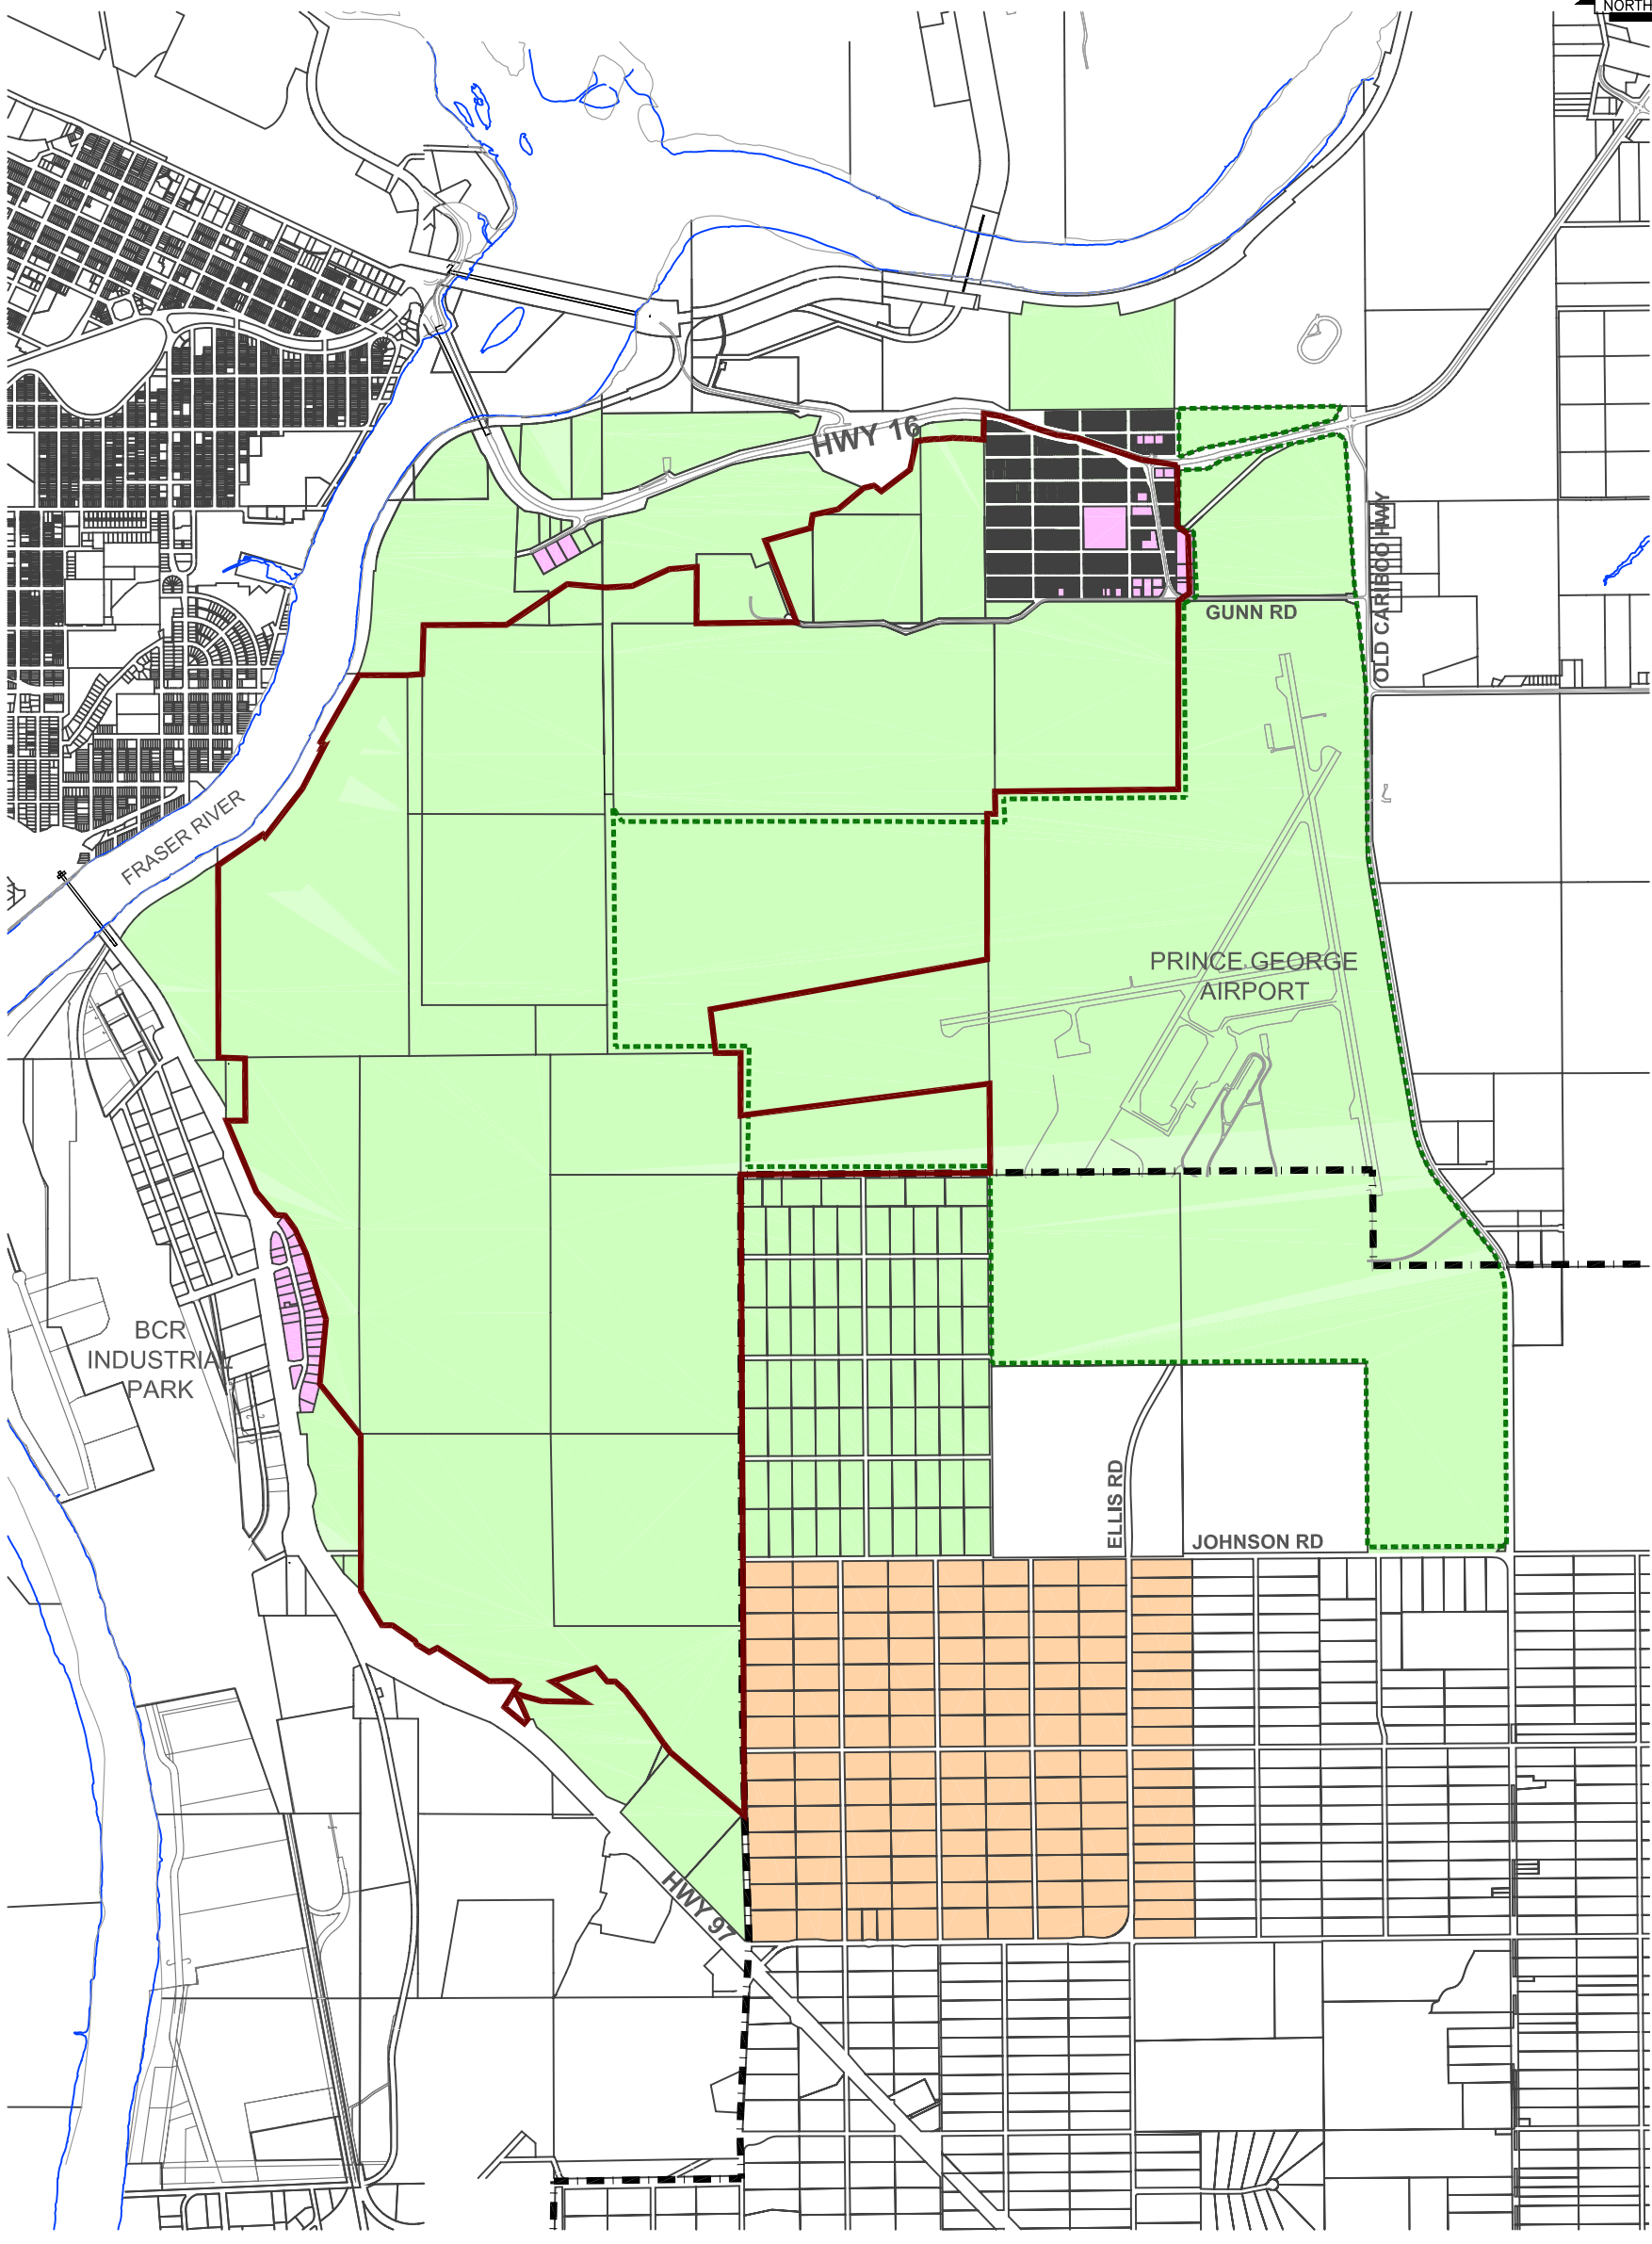 NORTH
HWY 16
OLD CARIBOO HWY
GUNN RD
FRASER RIVER
PRINCE GEORGE
AIRPORT
BCR
INDUSTRIAL
PARK
ELLIS RD
JOHNSON RD
HWY 97